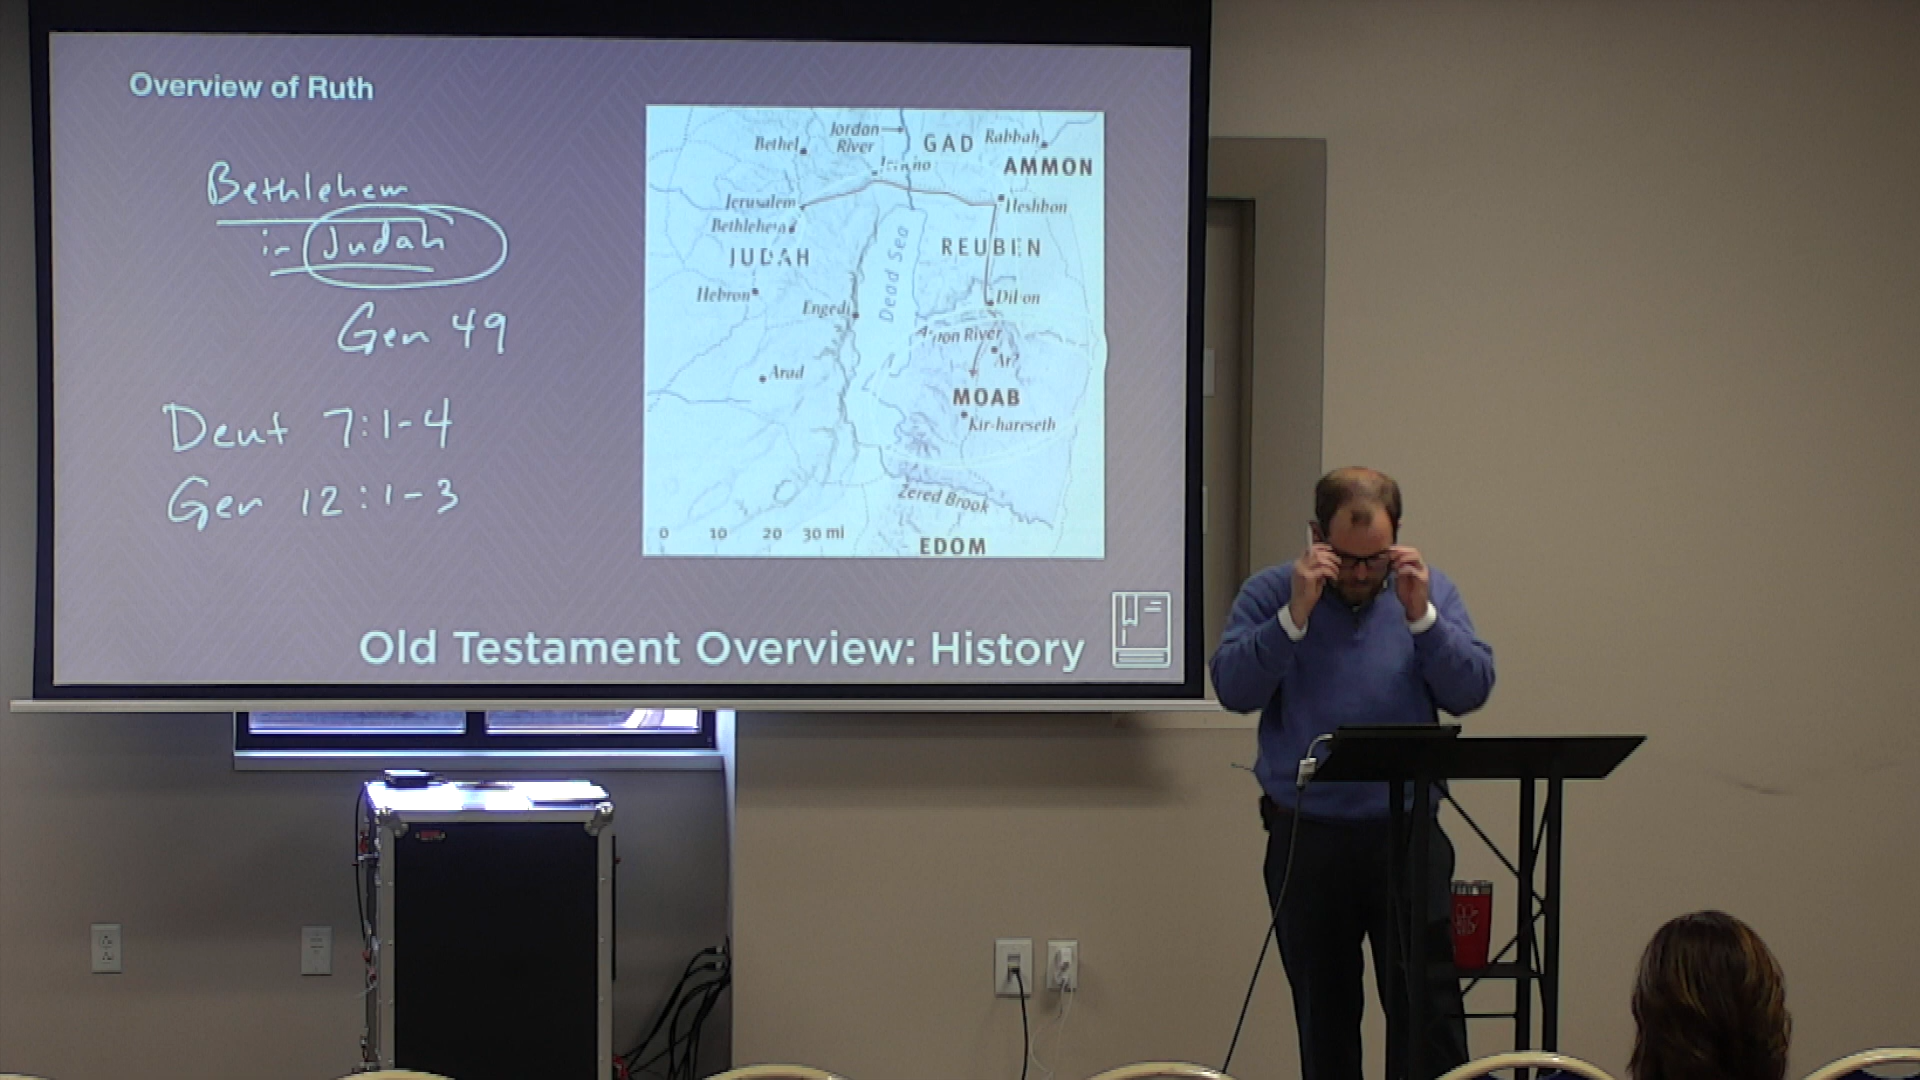 Overview of Ruth
Bethlehem
in Judah
Gen 49
Deut 7:1-4
Gen 12:1-3
Jordan River
GAD
Rabbah
Bethel
AMMON
Jerusalem
Heshbon
Bethlehem
JUDAH
REUBEN
Dead Sea
Hebron
Engedi
River
Ar?
Arad
MOAB
Kir-hareseth
Zered Brook
0 10 20 30 mi
EDOM
Old Testament Overview: History